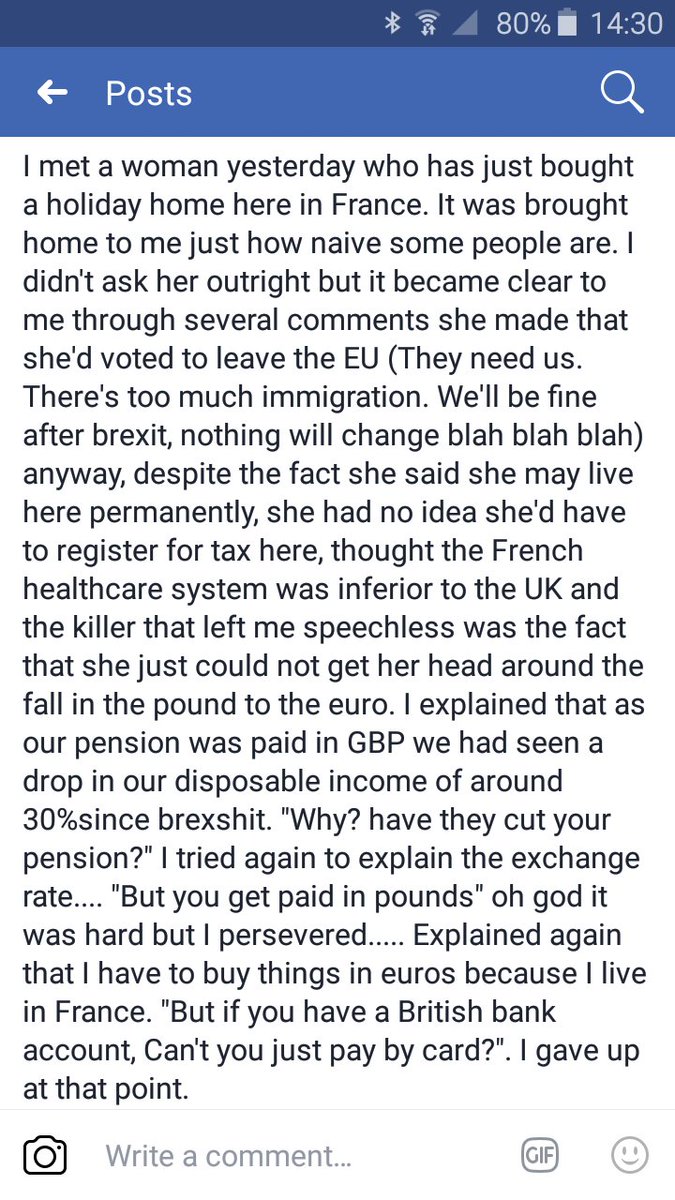 80% 14:30
Posts
I met a woman yesterday who has just bought
a holiday home here in France. It was brought
home to me just how naive some people are. I
didn't ask her outright but it became clear to
me through several comments she made that
she'd voted to leave the EU (They need us.
There's too much immigration. We'll be fine
after brexit, nothing will change blah blah blah)
anyway, despite the fact she said she may live
here permanently, she had no idea she'd have
to register for tax here, thought the French
healthcare system was inferior to the UK and
the killer that left me speechless was the fact
that she just could not get her head around the
fall in the pound to the euro. I explained that as
our pension was paid in GBP we had seen a
drop in our disposable income of around
30%since brexshit. "Why? have they cut your
pension?" I tried again to explain the exchange
rate.... "But you get paid in pounds" oh god it
was hard but I persevered..... Explained again
that I have to buy things in euros because I live
in France. "But if you have a British bank
account, Can't you just pay by card?". I gave up
at that point.
Write a comment... GIF